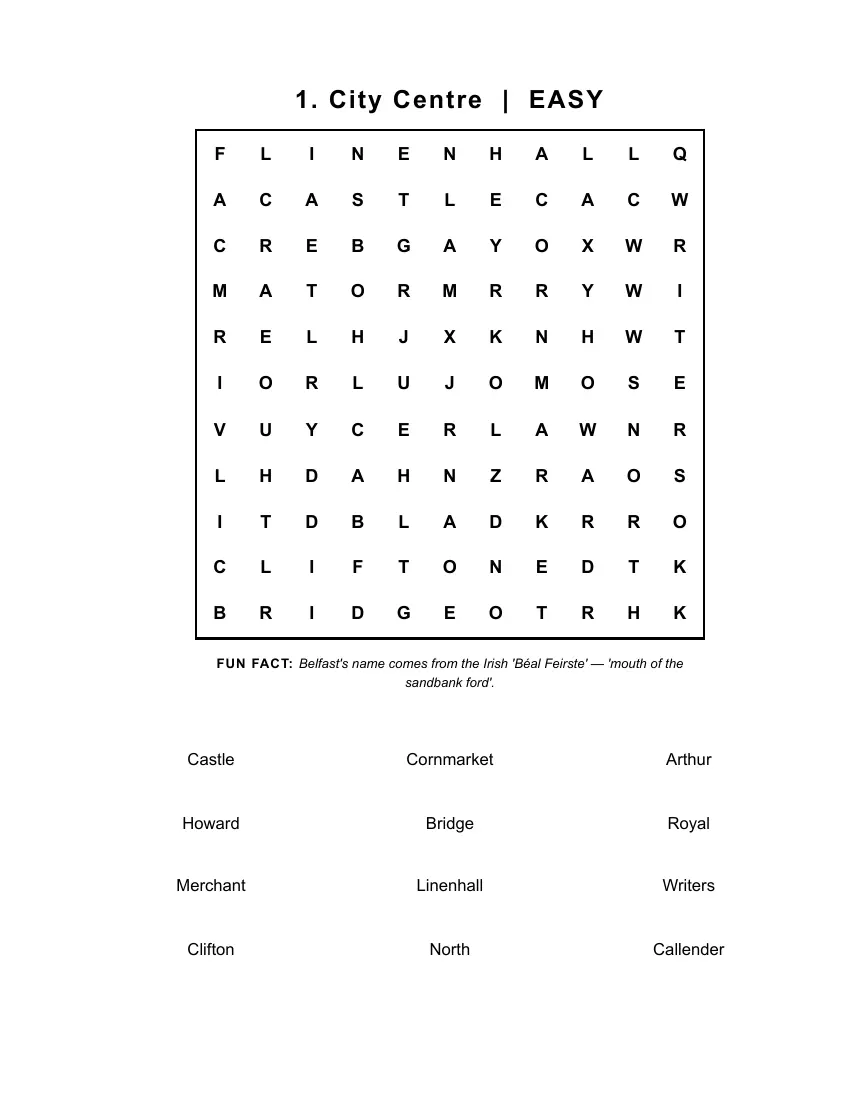 1. City Centre | EASY
F L I N E N H A L L Q
A C A S T L E C A C W
C R E B G A Y O X W R
M A T O R M R R Y W I
R E L H J X K N H W T
I O R L U J O M O S E
V U Y C E R L A W N R
L H D A H N Z R A O S
I T D B L A D K R R O
C L I F T O N E D T K
B R I D G E O T R H K
FUN FACT: Belfast's name comes from the Irish 'Béal Feirste' — 'mouth of the
sandbank ford'.
Castle Cornmarket Arthur
Howard Bridge Royal
Merchant Linenhall Writers
Clifton North Callender